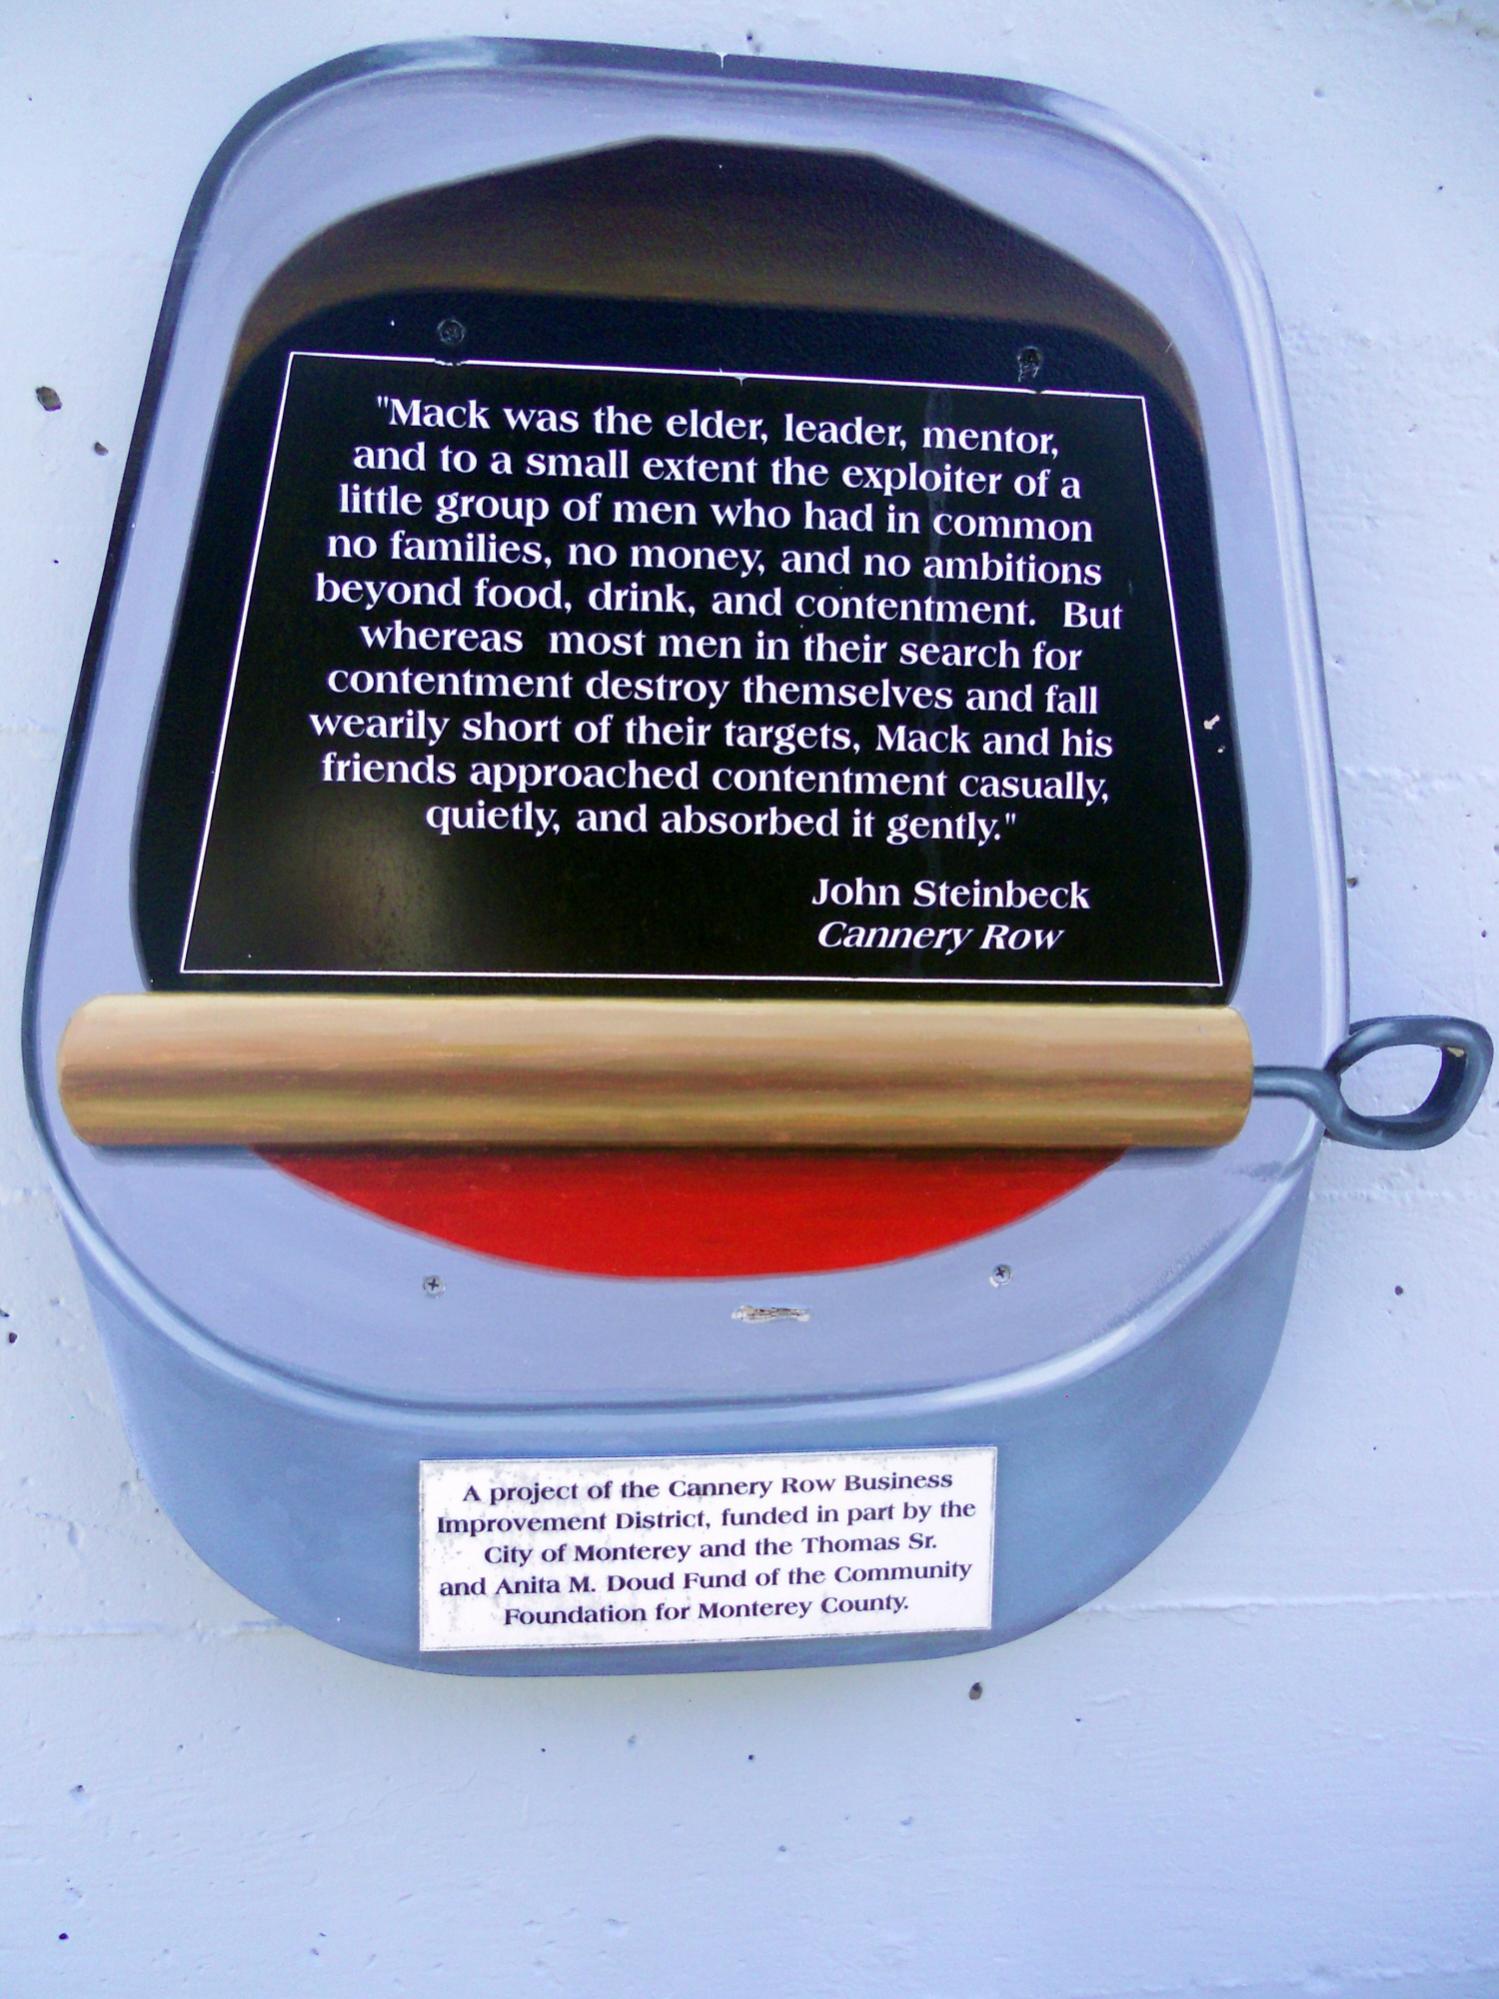 "Mack was the elder, leader, mentor,
and to a small extent the exploiter of a
little group of men who had in common
no families, no money, and no ambitions
beyond food, drink, and contentment.  But
whereas  most men in their search for
contentment destroy themselves and fall
wearily short of their targets, Mack and his
friends approached contentment casually,
quietly, and absorbed it gently."
John Steinbeck
Cannery Row
A project of the Cannery Row Business
Improvement District, funded in part by the
City of Monterey and the Thomas Sr.
and Anita M. Doud Fund of the Community
Foundation for Monterey County.